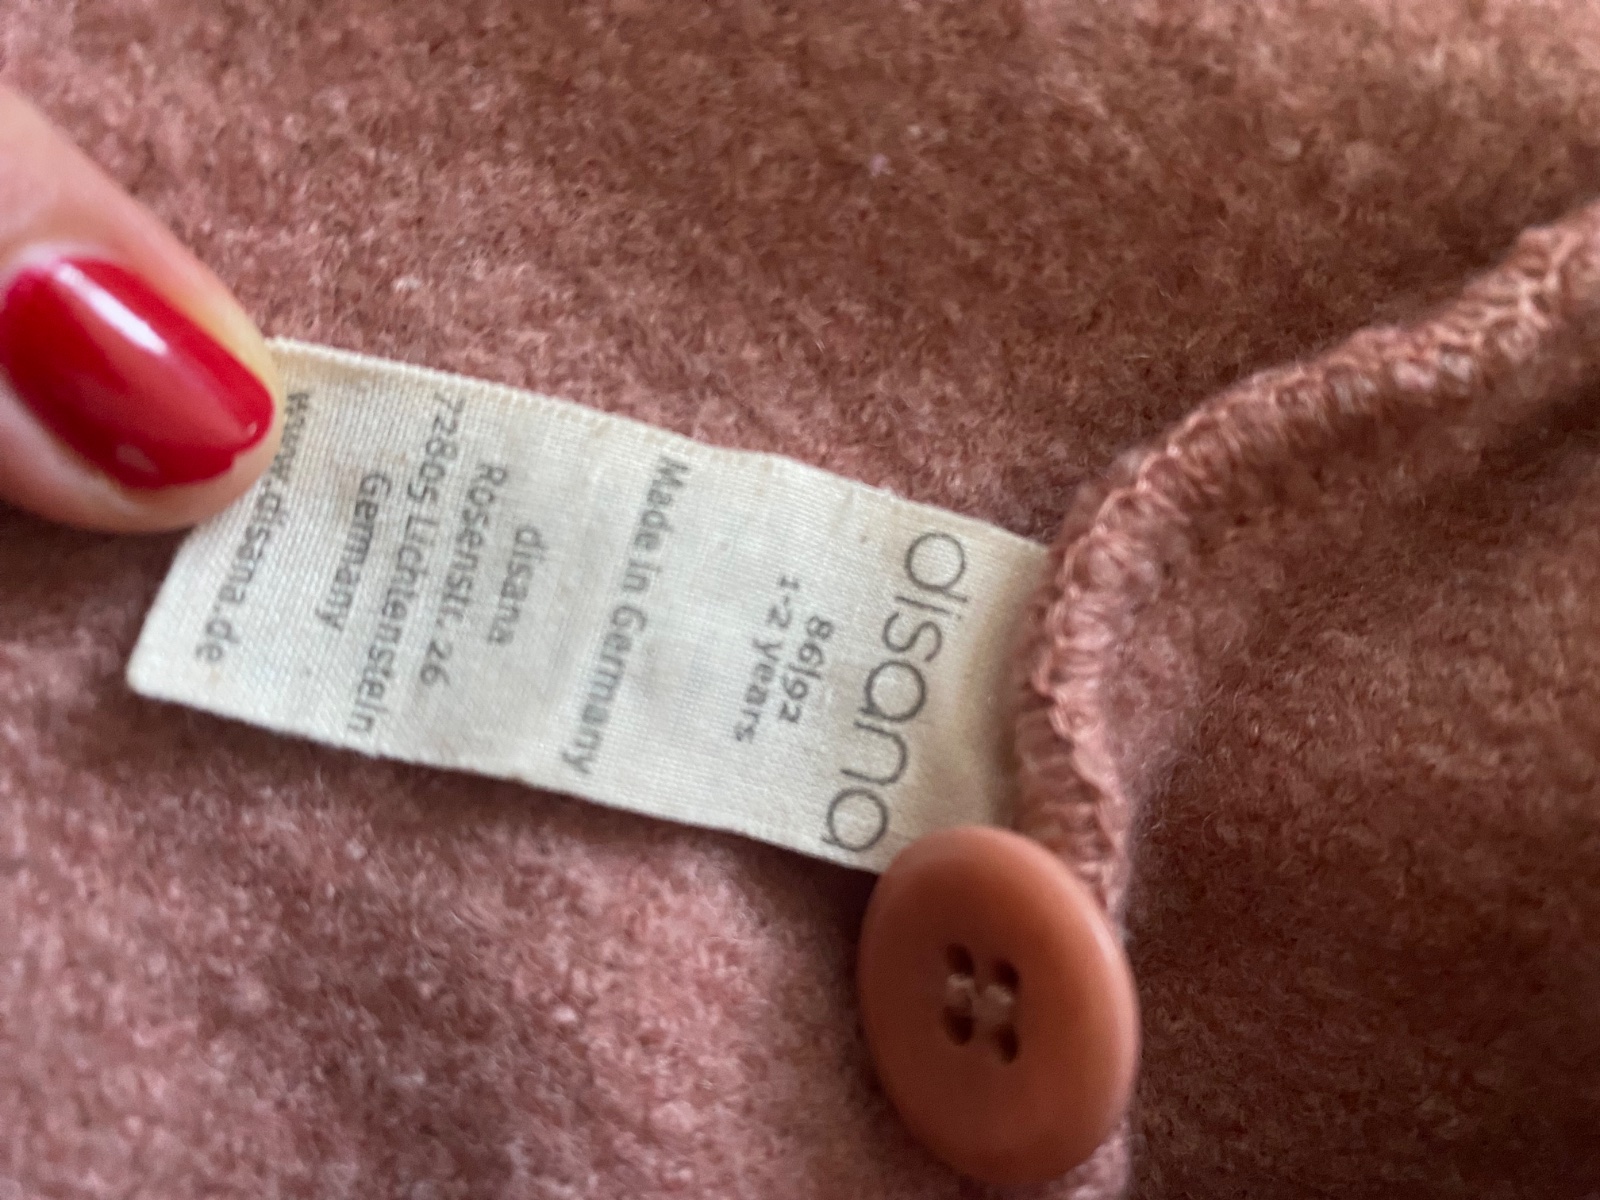 disana
86|92
1-2 years
Made in Germany
disana
Rosenstr. 26
72805 Lichtenstein
Germany
www.disana.de